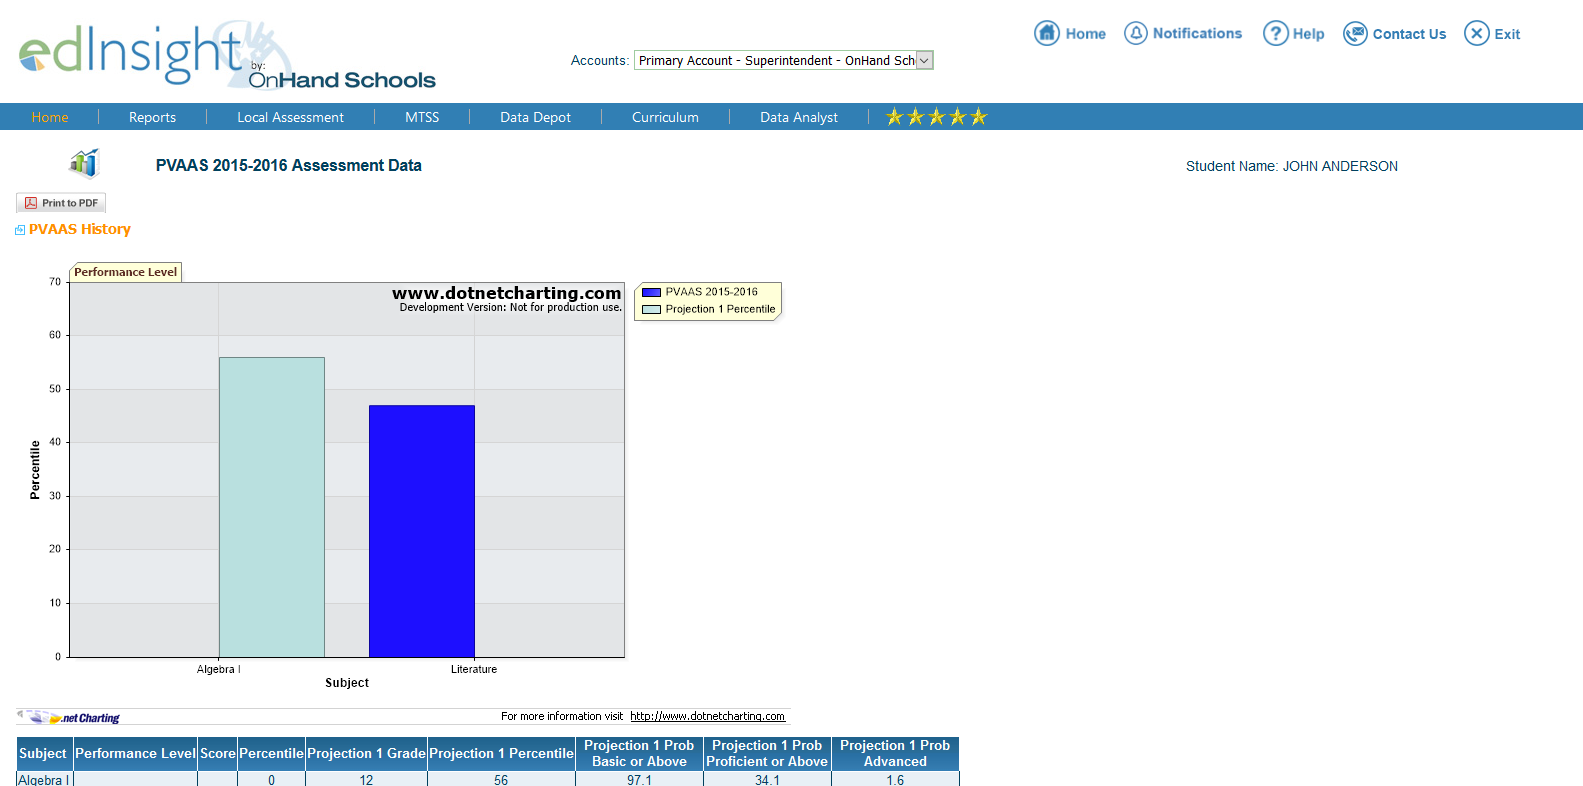 edInsight
by:
OnHand Schools
Accounts: Primary Account - Superintendent - OnHand Sch
Home Notifications Help Contact Us Exit
Home Reports Local Assessment MTSS Data Depot Curriculum Data Analyst
PVAAS 2015-2016 Assessment Data
Student Name: JOHN ANDERSON
Print to PDF
PVAAS History
Performance Level
www.dotnetcharting.com
Development Version: Not for production use.
PVAAS 2015-2016
Projection 1 Percentile
70
60
50
40
30
20
10
0
Percentile
Algebra I Literature
Subject
.net Charting
For more information visit http://www.dotnetcharting.com
Subject Performance Level Score Percentile Projection 1 Grade Projection 1 Percentile Projection 1 Prob Basic or Above Projection 1 Prob Proficient or Above Projection 1 Prob Advanced
Algebra I 0 12 56 97.1 34.1 1.6